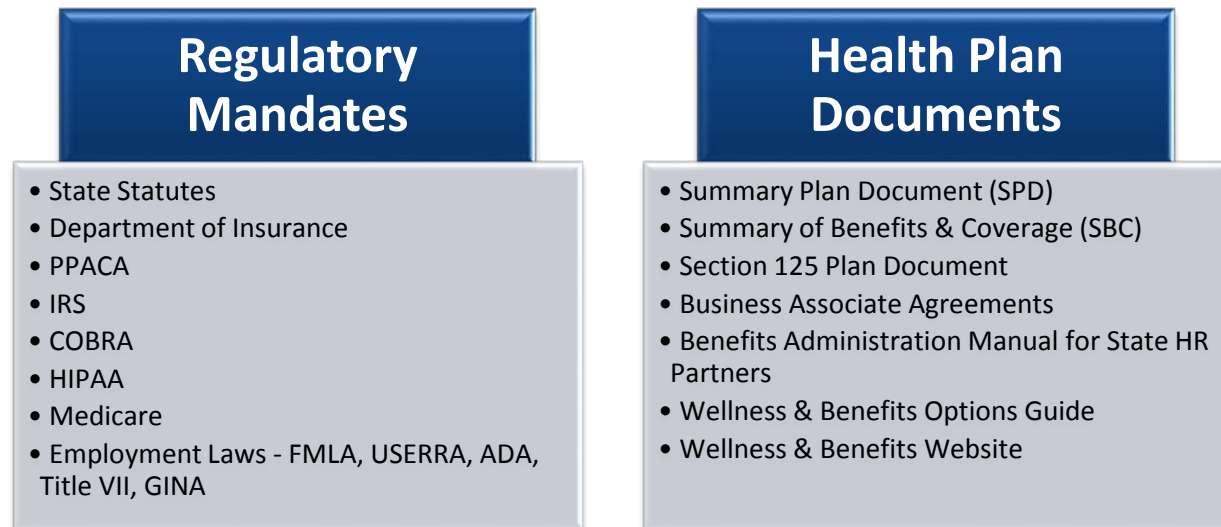 Regulatory
Mandates
• State Statutes
• Department of Insurance
• PPACA
• IRS
• COBRA
• HIPAA
• Medicare
• Employment Laws - FMLA, USERRA, ADA,
Title VII, GINA
Health Plan
Documents
• Summary Plan Document (SPD)
• Summary of Benefits & Coverage (SBC)
• Section 125 Plan Document
• Business Associate Agreements
• Benefits Administration Manual for State HR
Partners
• Wellness & Benefits Options Guide
• Wellness & Benefits Website